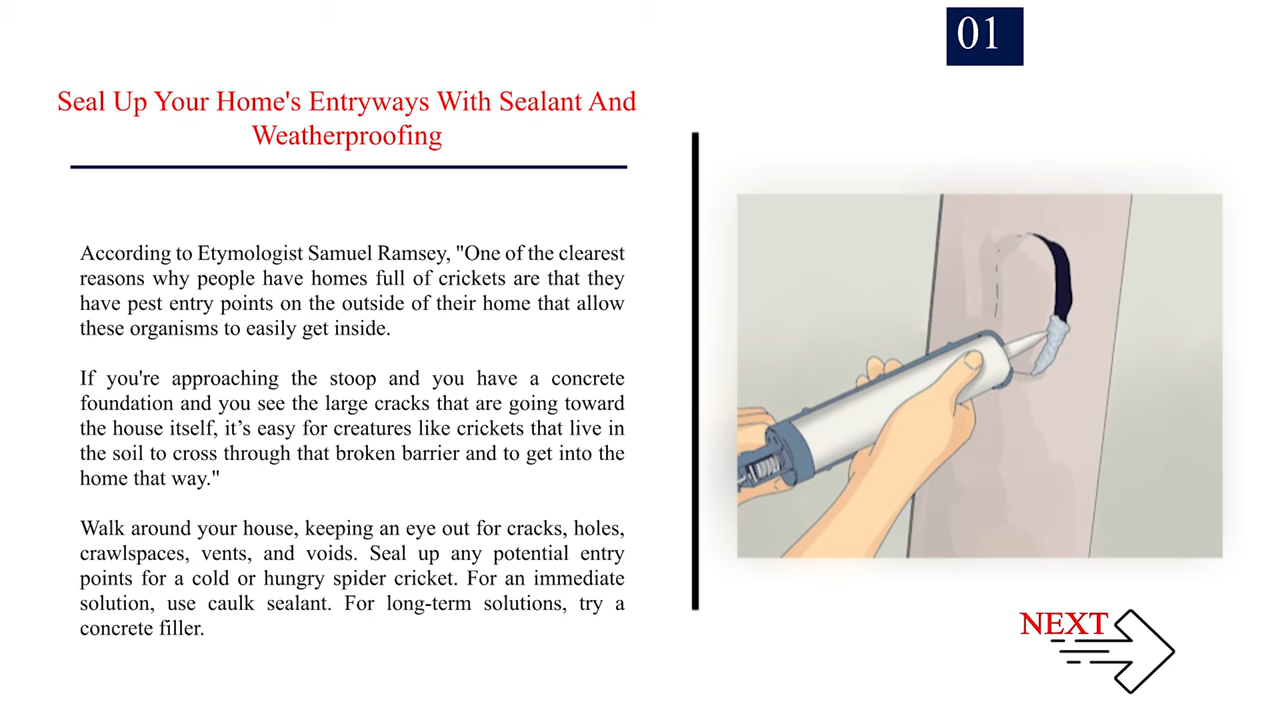 01
Seal Up Your Home's Entryways With Sealant And
Weatherproofing
According to Etymologist Samuel Ramsey, "One of the clearest
reasons why people have homes full of crickets are that they
have pest entry points on the outside of their home that allow
these organisms to easily get inside.
If you're approaching the stoop and you have a concrete
foundation and you see the large cracks that are going toward
the house itself, it’s easy for creatures like crickets that live in
the soil to cross through that broken barrier and to get into the
home that way."
Walk around your house, keeping an eye out for cracks, holes,
crawlspaces, vents, and voids. Seal up any potential entry
points for a cold or hungry spider cricket. For an immediate
solution, use caulk sealant. For long-term solutions, try a
concrete filler.
NEXT